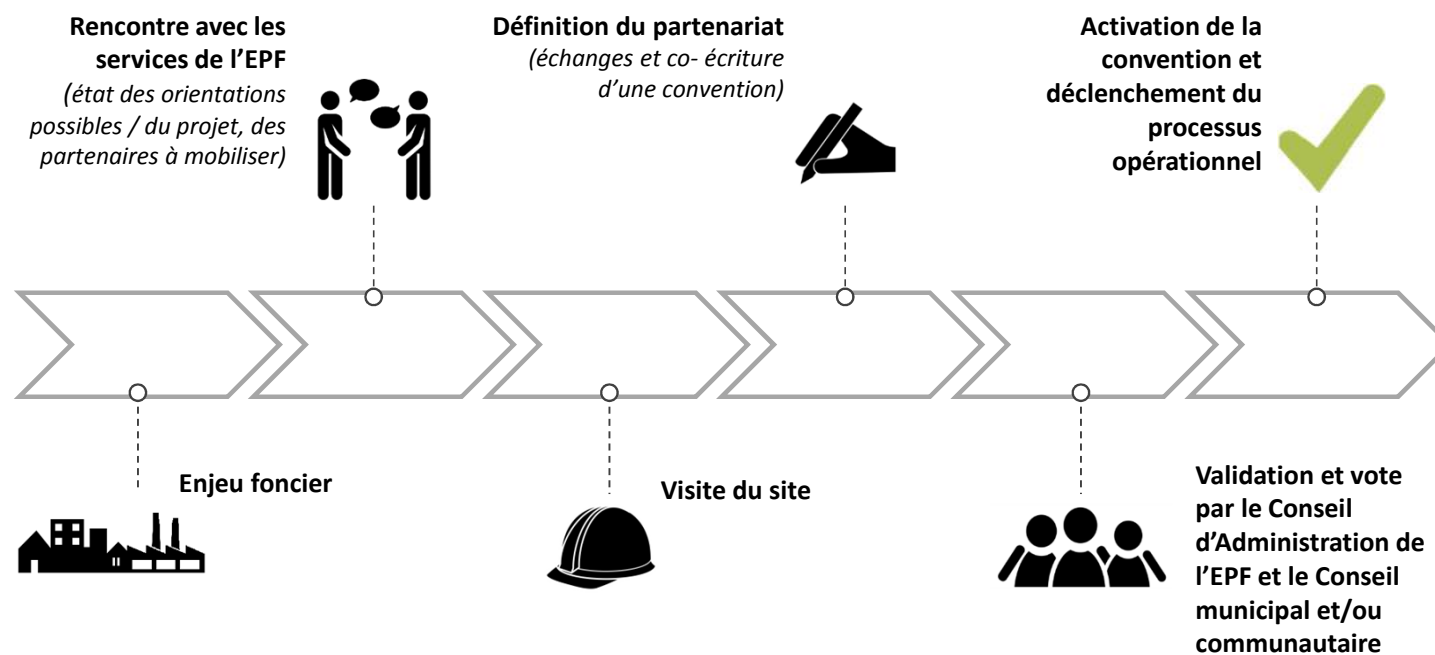 Rencontre avec les
services de l’EPF
(état des orientations
possibles / du projet, des
partenaires à mobiliser)
Définition du partenariat
(échanges et co- écriture
d’une convention)
Activation de la
convention et
déclenchement du
processus
opérationnel
Enjeu foncier
Visite du site
Validation et vote
par le Conseil
d’Administration de
l’EPF et le Conseil
municipal et/ou
communautaire